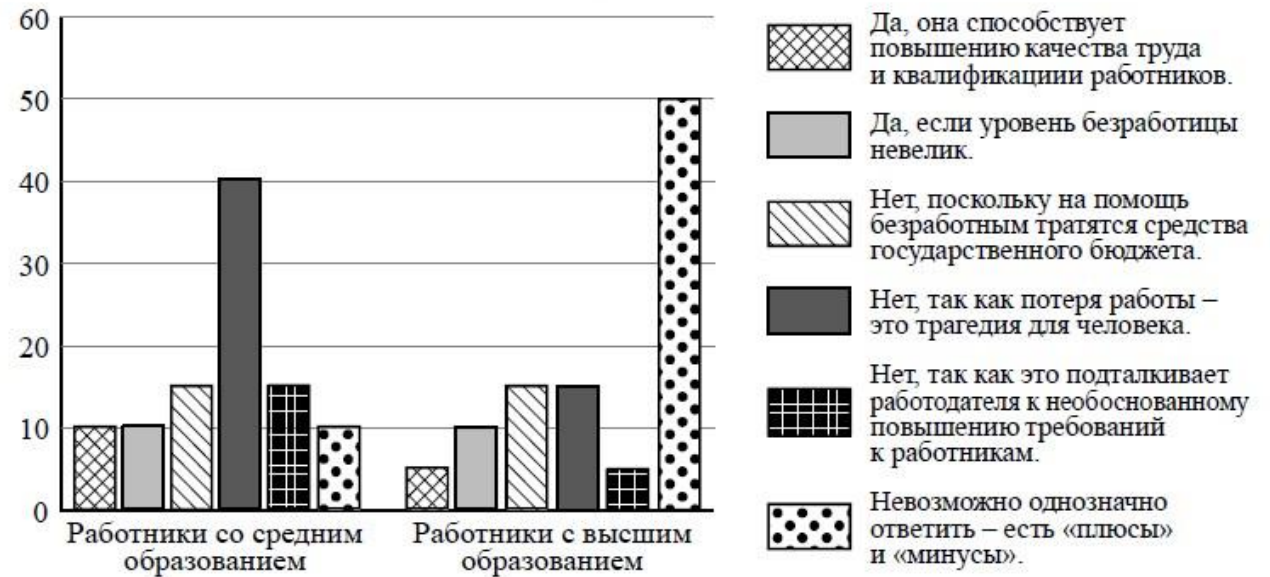 60
50
40
30
20
10
0
Работники со средним
образованием
Работники с высшим
образованием
Да, она способствует
повышению качества труда
и квалификациии работников.
Да, если уровень безработицы
невелик.
Нет, поскольку на помощь
безработным тратятся средства
государственного бюджета.
Нет, так как потеря работы –
это трагедия для человека.
Нет, так как это подталкивает
работодателя к необоснованному
повышению требований
к работникам.
Невозможно однозначно
ответить – есть «плюсы»
и «минусы».